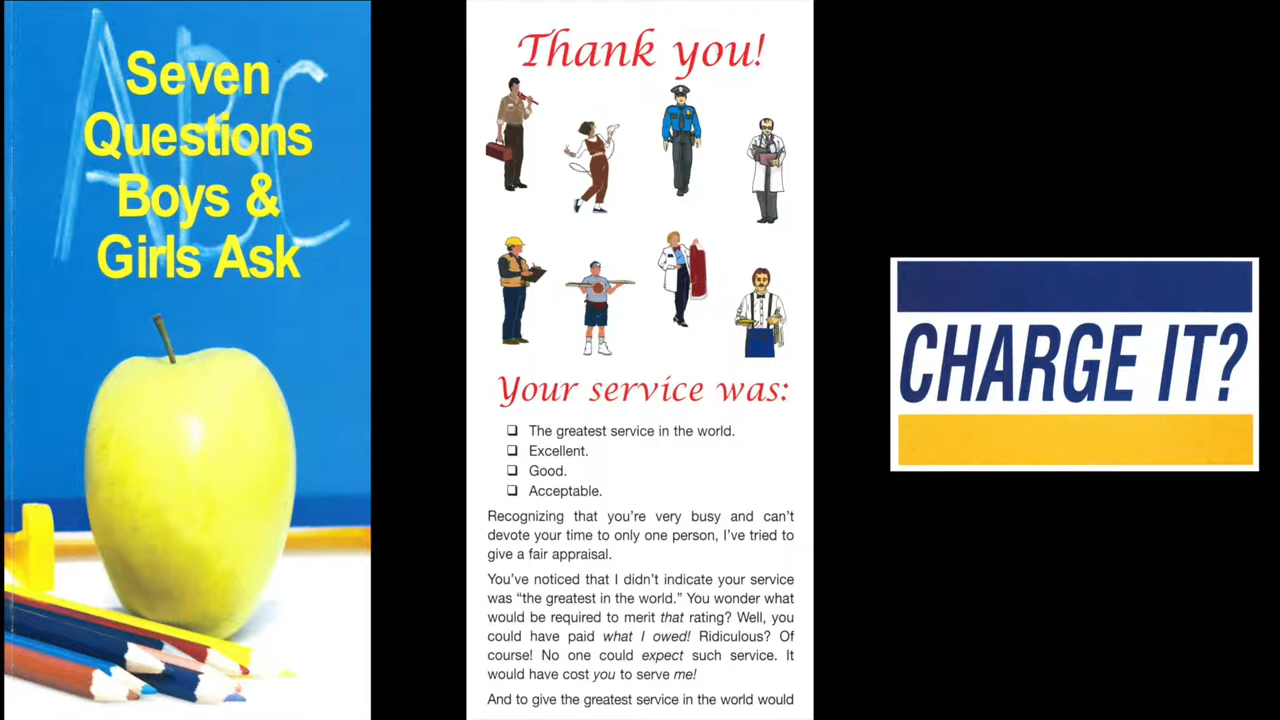 ABC
Seven
Questions
Boys &
Girls Ask
Thank you!
Your service was:
❑ The greatest service in the world.
❑ Excellent.
❑ Good.
❑ Acceptable.
Recognizing that you're very busy and can't
devote your time to only one person, I've tried to
give a fair appraisal.
You've noticed that I didn't indicate your service
was “the greatest in the world.” You wonder what
would be required to merit that rating? Well, you
could have paid what I owed! Ridiculous? Of
course! No one could expect such service. It
would have cost you to serve me!
And to give the greatest service in the world would
CHARGE IT?